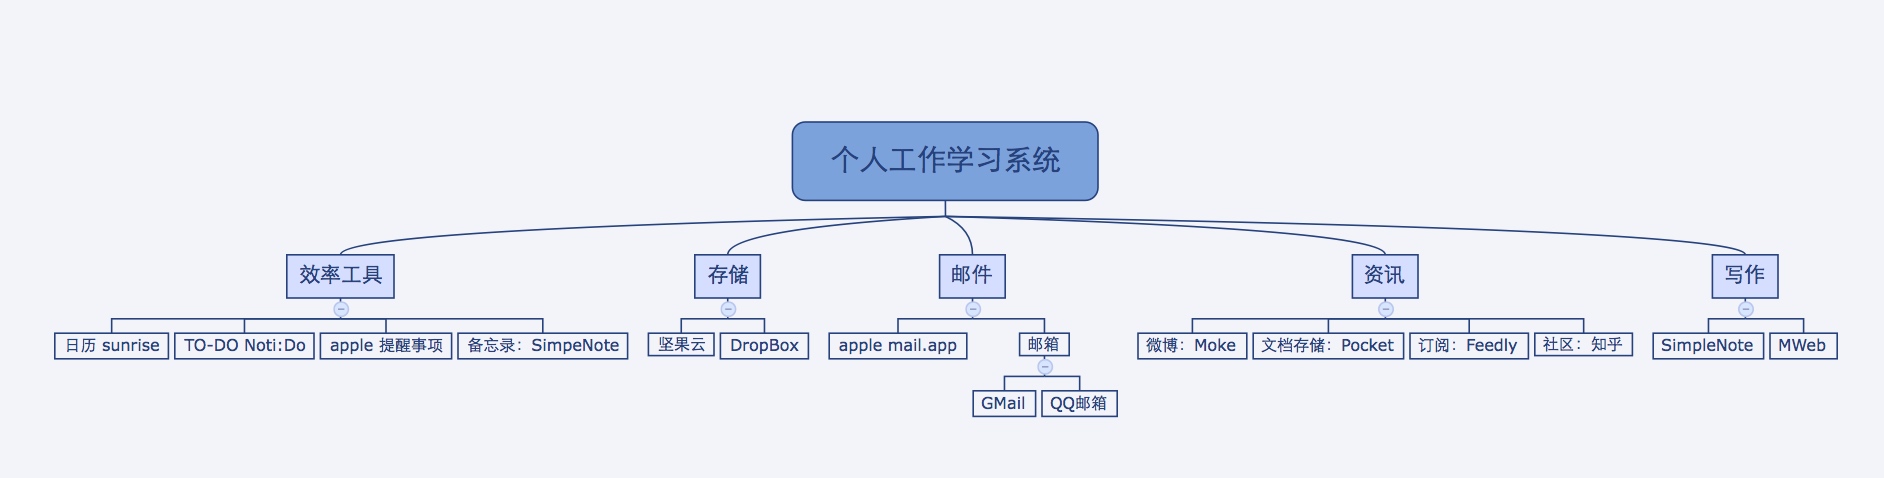 个人工作学习系统
效率工具
存储
邮件
资讯
写作
日历 sunrise
TO-DO Noti:Do
apple 提醒事项
备忘录：SimpeNote
坚果云
DropBox
apple mail.app
邮箱
微博：Moke
文档存储：Pocket
订阅：Feedly
社区：知乎
SimpleNote
MWeb
GMail
QQ邮箱